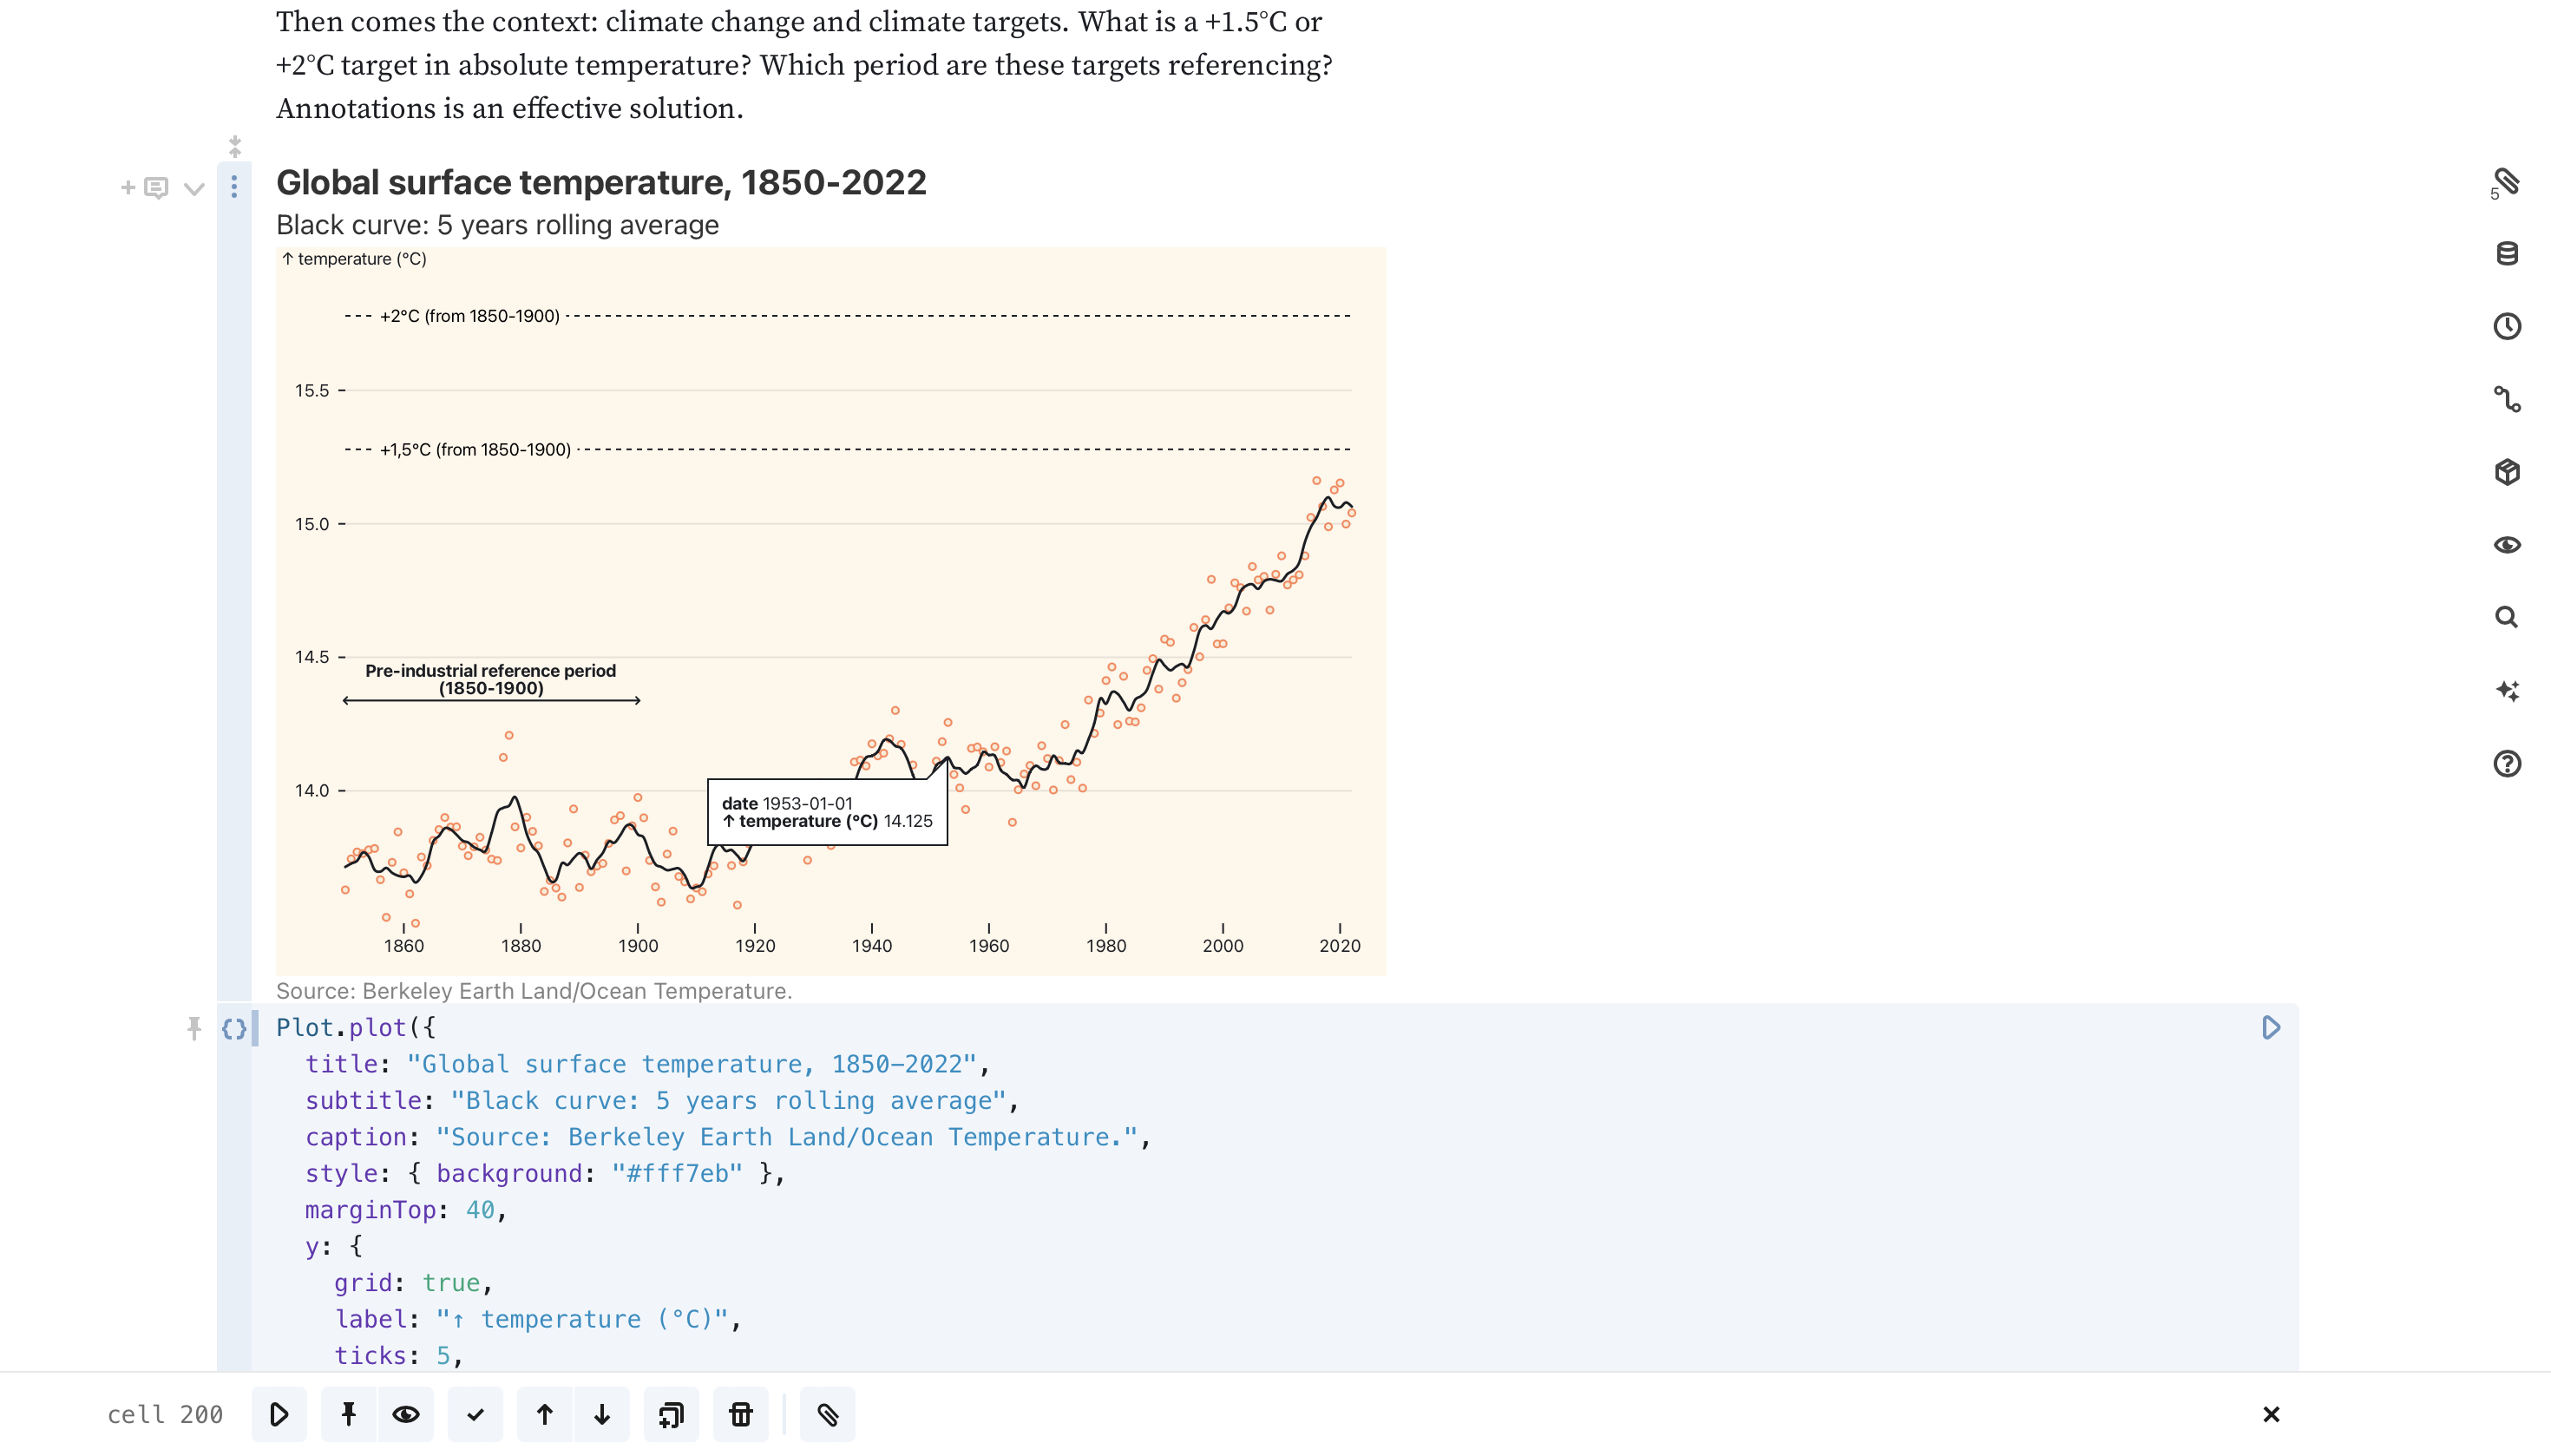 Then comes the context: climate change and climate targets. What is a +1.5°C or
+2°C target in absolute temperature? Which period are these targets referencing?
Annotations is an effective solution.
Global surface temperature, 1850-2022
Black curve: 5 years rolling average
↑ temperature (°C)
+2°C (from 1850-1900)
15.5
+1,5°C (from 1850-1900)
15.0
14.5
Pre-industrial reference period
(1850-1900)
14.0
date 1953-01-01
↑ temperature (°C) 14.125
1860 1880 1900 1920 1940 1960 1980 2000 2020
Source: Berkeley Earth Land/Ocean Temperature.
5
{} Plot.plot({
title: "Global surface temperature, 1850-2022",
subtitle: "Black curve: 5 years rolling average",
caption: "Source: Berkeley Earth Land/Ocean Temperature.",
style: { background: "#fff7eb" },
marginTop: 40,
y: {
grid: true,
label: "↑ temperature (°C)",
ticks: 5,
cell 200